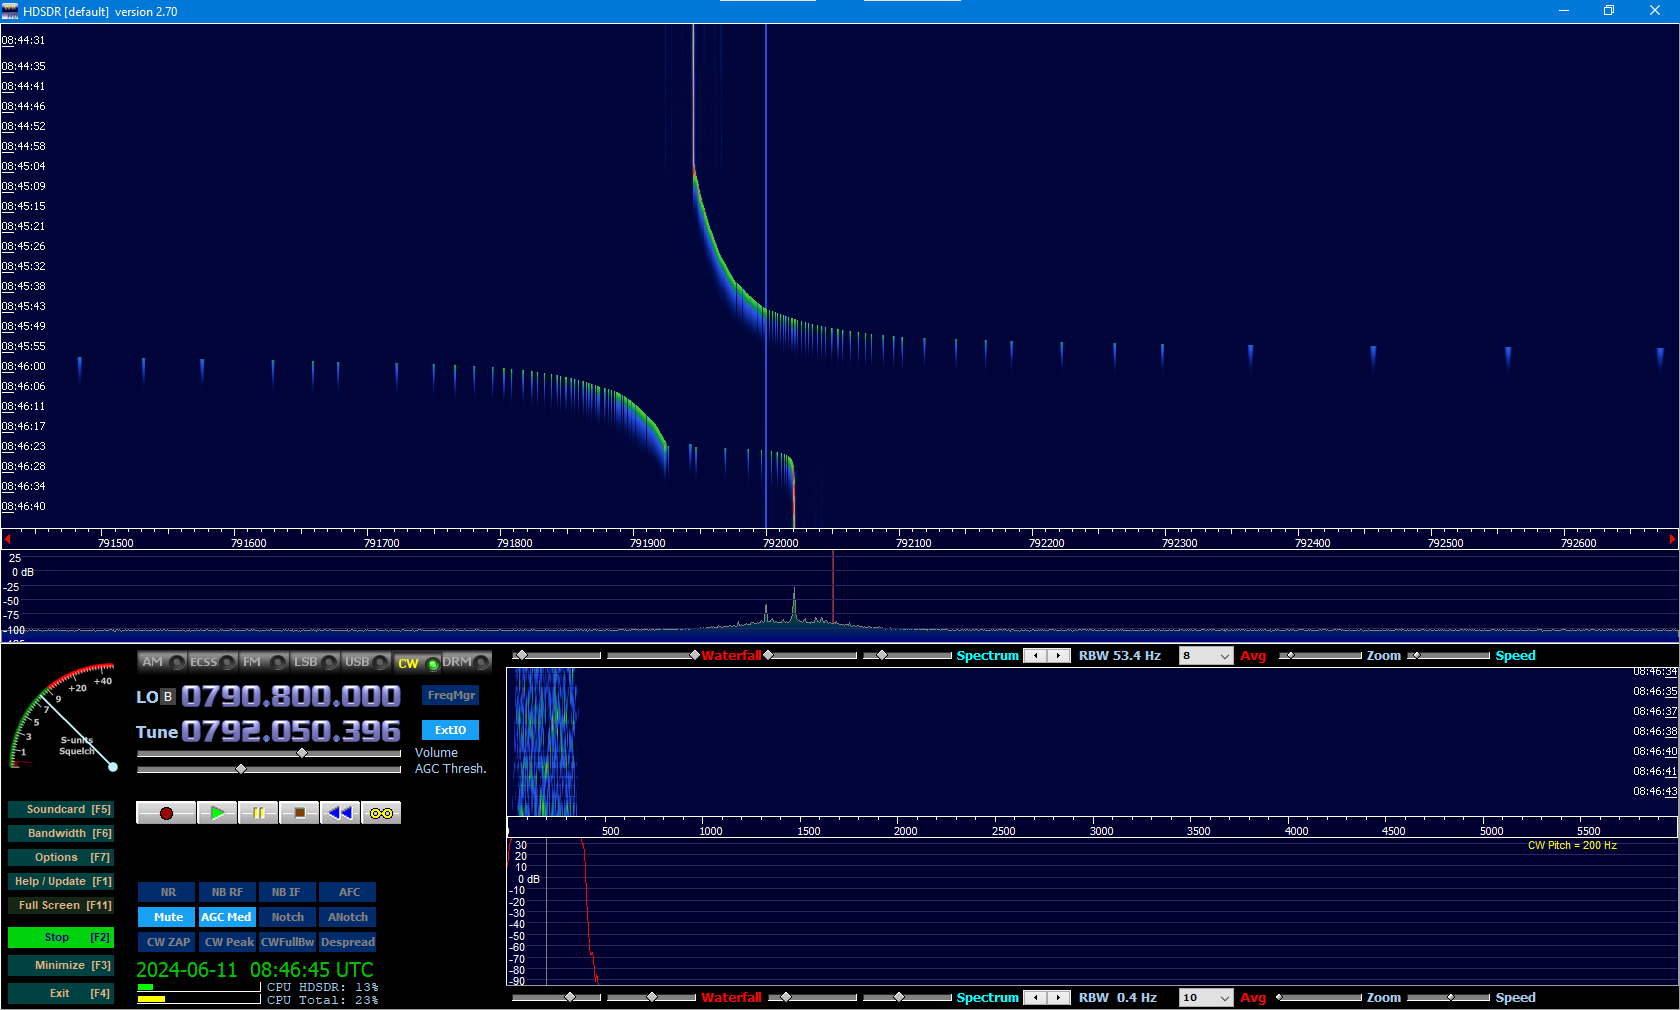 HDSDR [default] version 2.70
08:44:31
08:44:35
08:44:41
08:44:46
08:44:52
08:44:58
08:45:04
08:45:09
08:45:15
08:45:21
08:45:26
08:45:32
08:45:38
08:45:43
08:45:49
08:45:55
08:46:00
08:46:06
08:46:11
08:46:17
08:46:23
08:46:28
08:46:34
08:46:40
791500 791600 791700 791800 791900 792000 792100 792200 792300 792400 792500 792600
25
0 dB
-25
-50
-75
-100
AM ECSS FM LSB USB CW DRM
Waterfall Spectrum RBW 53.4 Hz 8 Avg Zoom Speed
LO B 0790.800.000 FreqMgr
Tune 0792.050.396 ExtIO
Volume
AGC Thresh.
1 3 5 7 9 +20 +40
S-units
Squelch
Soundcard [F5]
Bandwidth [F6]
Options [F7]
Help / Update [F1]
Full Screen [F11]
Stop [F2]
Minimize [F3]
Exit [F4]
NR NB RF NB IF AFC
Mute AGC Med Notch ANotch
CW ZAP CW Peak CWFullBw Despread
2024-06-11 08:46:45 UTC
CPU HDSDR: 13%
CPU Total: 23%
08:46:34
08:46:35
08:46:37
08:46:38
08:46:40
08:46:41
08:46:43
500 1000 1500 2000 2500 3000 3500 4000 4500 5000 5500
CW Pitch = 200 Hz
30
20
10
0 dB
-10
-20
-30
-40
-50
-60
-70
-80
-90
Waterfall Spectrum RBW 0.4 Hz 10 Avg Zoom Speed